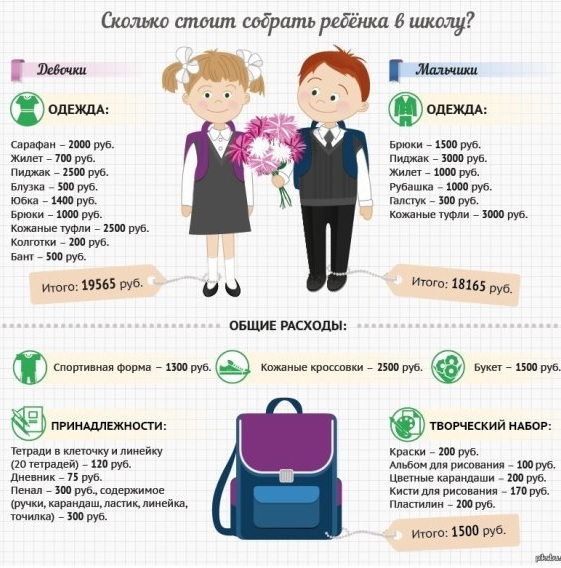 Сколько стоит собрать ребёнка в школу?
Девочки
ОДЕЖДА:
Сарафан – 2000 руб.
Жилет – 700 руб.
Пиджак – 2500 руб.
Блузка – 500 руб.
Юбка – 1400 руб.
Брюки – 1000 руб.
Кожаные туфли – 2500 руб.
Колготки – 200 руб.
Бант – 500 руб.
Итого: 19565 руб.
Мальчики
ОДЕЖДА:
Брюки – 1500 руб.
Пиджак – 3000 руб.
Жилет – 1000 руб.
Рубашка – 1000 руб.
Галстук – 300 руб.
Кожаные туфли – 3000 руб.
Итого: 18165 руб.
ОБЩИЕ РАСХОДЫ:
Спортивная форма – 1300 руб.
Кожаные кроссовки – 2500 руб.
Букет – 1500 руб.
ПРИНАДЛЕЖНОСТИ:
Тетради в клеточку и линейку
(20 тетрадей) – 120 руб.
Дневник – 75 руб.
Пенал – 300 руб., содержимое
(ручки, карандаш, ластик, линейка,
точилка) – 300 руб.
ТВОРЧЕСКИЙ НАБОР:
Краски – 200 руб.
Альбом для рисования – 100 руб.
Цветные карандаши – 200 руб.
Кисти для рисования – 170 руб.
Пластилин – 200 руб.
Итого: 1500 руб.